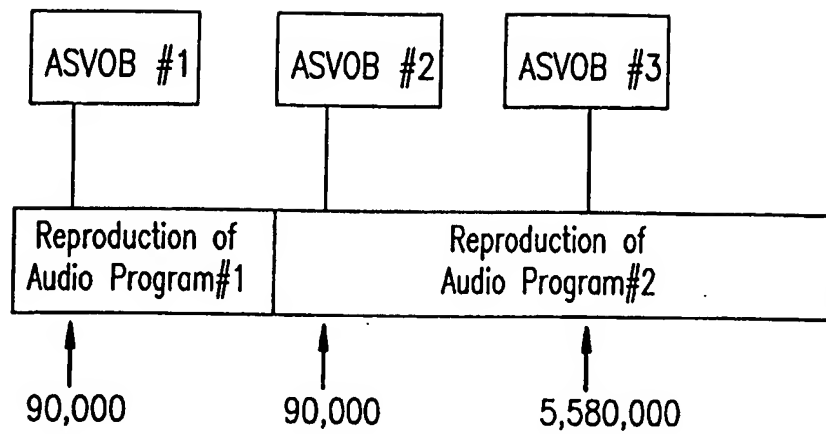 ASVOB #1
ASVOB #2
ASVOB #3
Reproduction of
Audio Program#1
Reproduction of
Audio Program#2
90,000
90,000
5,580,000